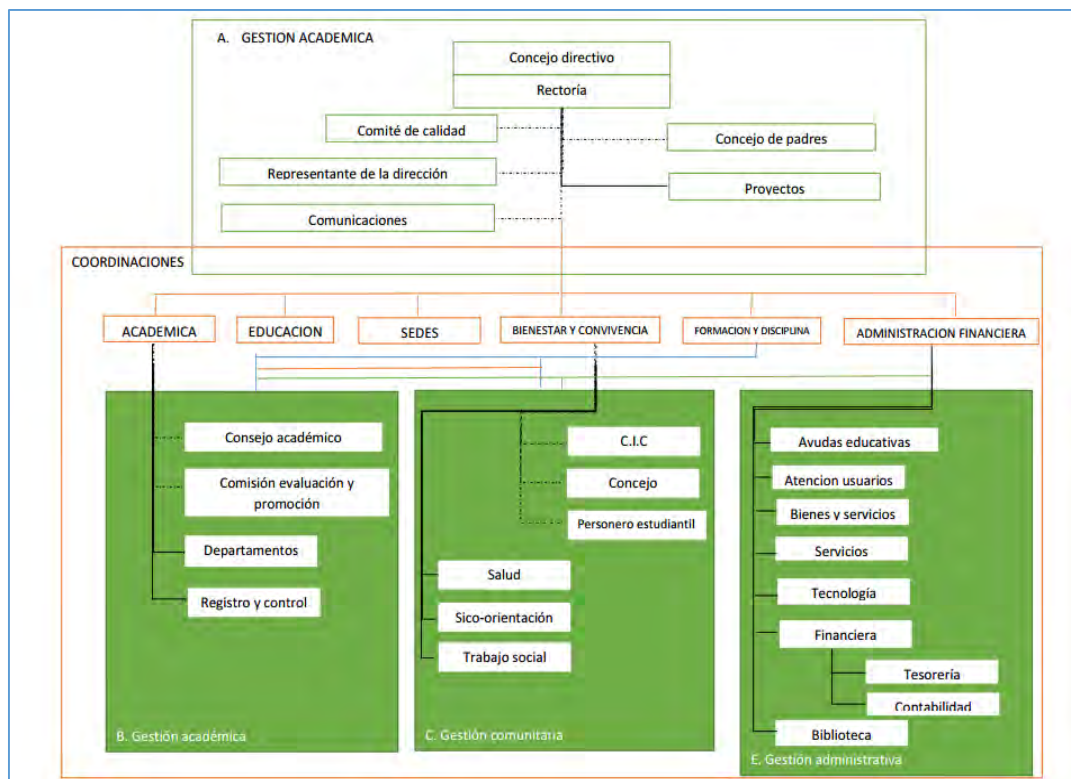 A. GESTION ACADEMICA
Concejo directivo
Rectoría
Comité de calidad
Concejo de padres
Representante de la dirección
Proyectos
Comunicaciones
COORDINACIONES
ACADEMICA
EDUCACION
SEDES
BIENESTAR Y CONVIVENCIA
FORMACION Y DISCIPLINA
ADMINISTRACION FINANCIERA
Consejo académico
Comisión evaluación y
promoción
Departamentos
Registro y control
B. Gestión académica
C.I.C
Concejo
Personero estudiantil
Salud
Sico-orientación
Trabajo social
C. Gestión comunitaria
Ayudas educativas
Atencion usuarios
Bienes y servicios
Servicios
Tecnología
Financiera
Tesorería
Contabilidad
Biblioteca
E. Gestión administrativa